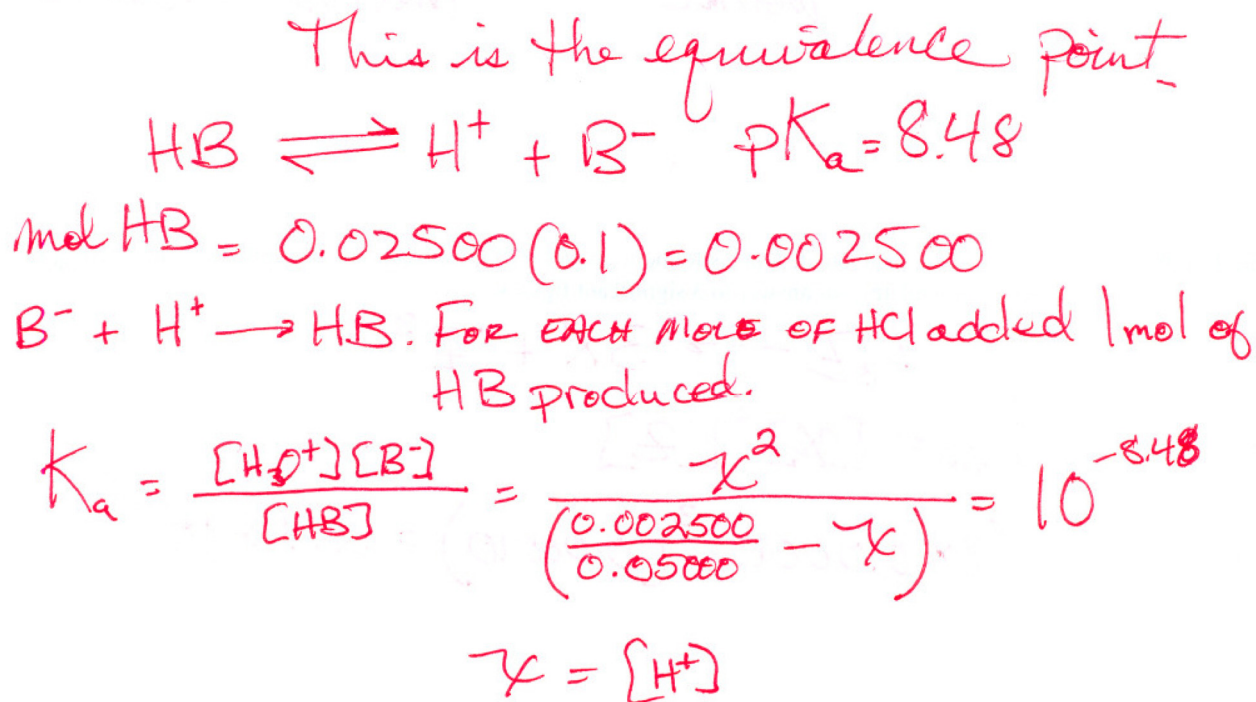 This is the equivalence point.
HB ⇌ H⁺ + B⁻ pKₐ = 8.48
mol HB = 0.02500(0.1) = 0.002500
B⁻ + H⁺ → HB. FOR EACH MOLE OF HCl added 1 mol of
HB produced.
Kₐ = [H₃O⁺][B⁻] / [HB] = x² / (0.002500 / 0.05000 − x) = 10⁻⁸·⁴⁸
x = [H⁺]